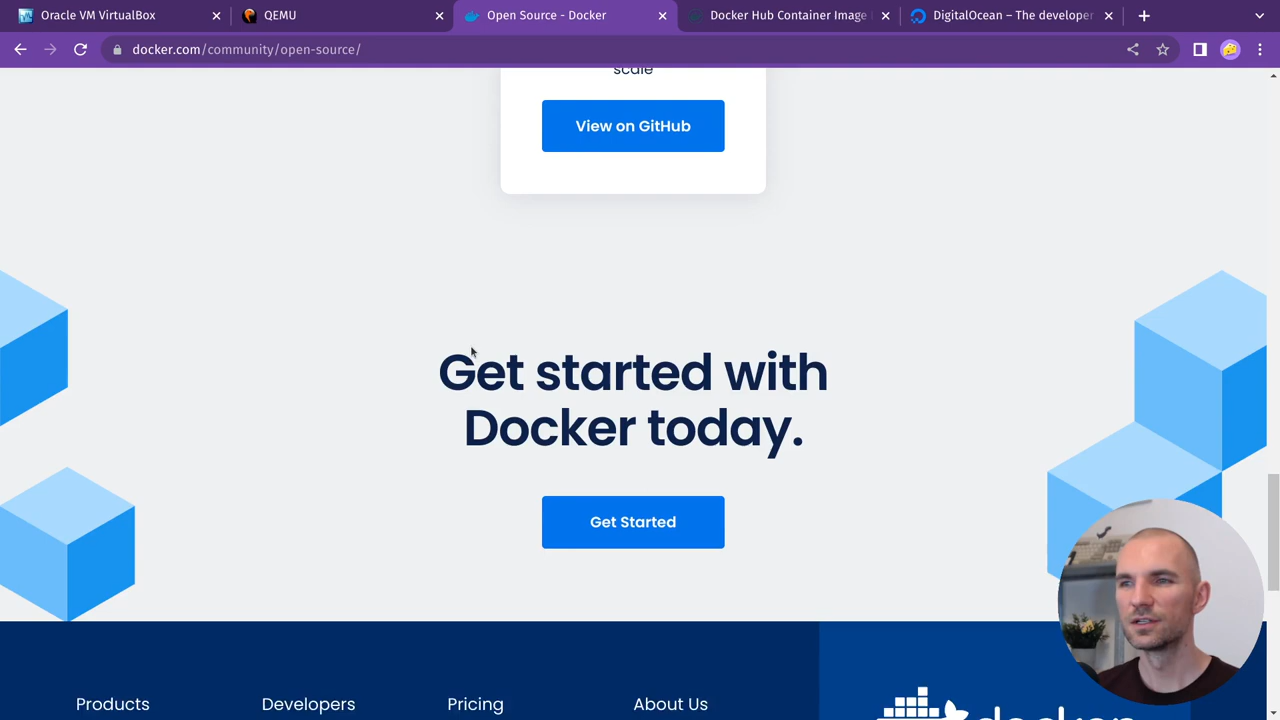 Oracle VM VirtualBox
QEMU
Open Source - Docker
Docker Hub Container Image
DigitalOcean – The developer
docker.com/community/open-source/
scale
View on GitHub
Get started with
Docker today.
Get Started
Products
Developers
Pricing
About Us
docker